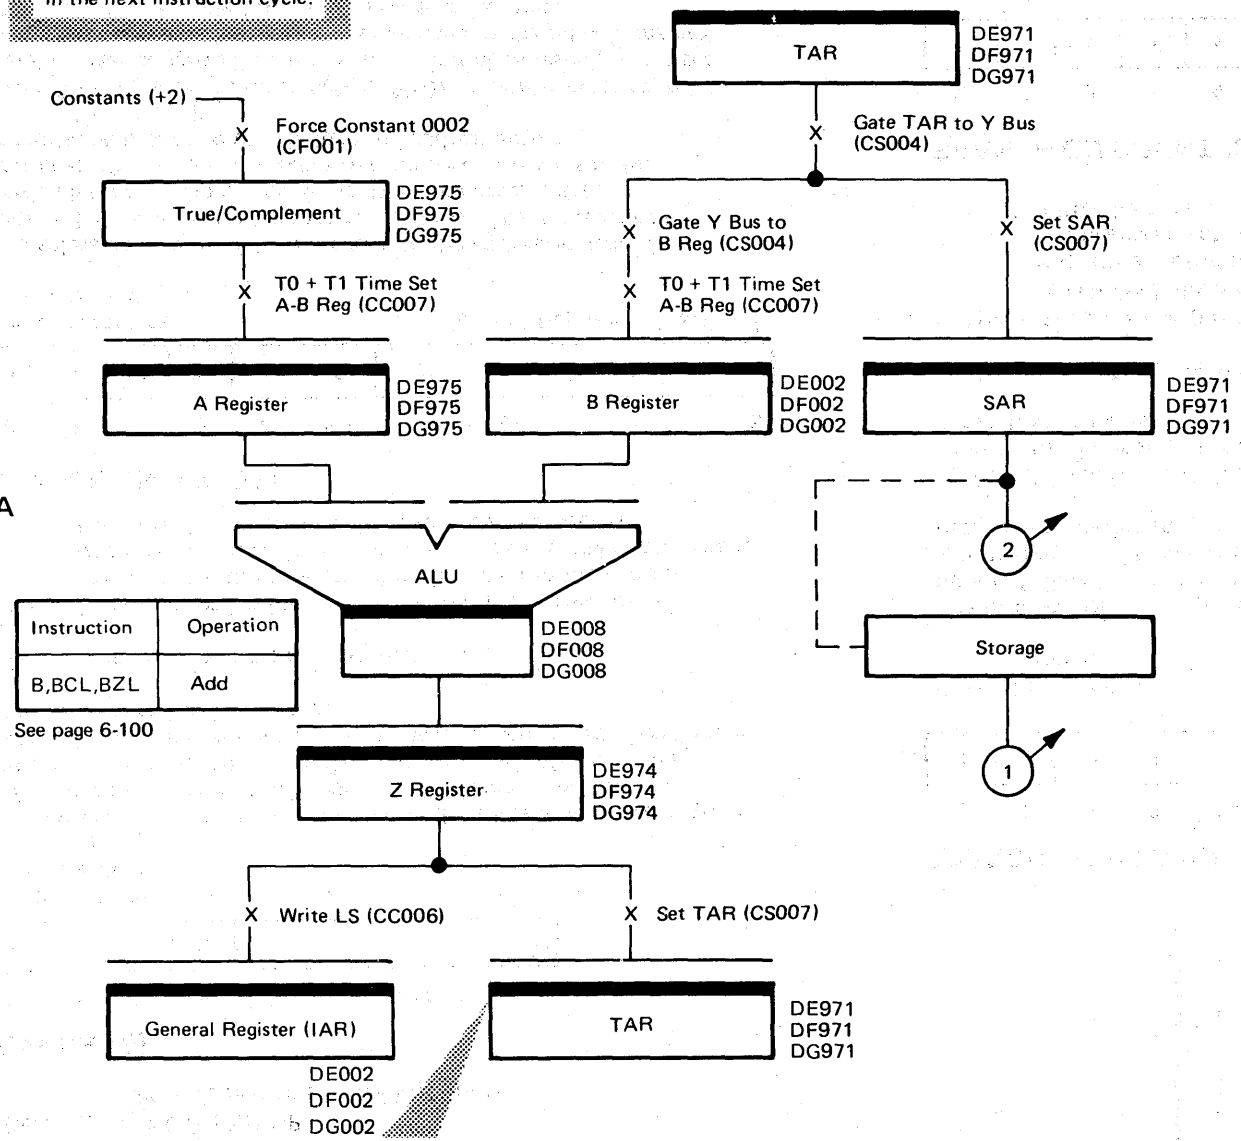 in the next instruction cycle.
TAR
DE971
DF971
DG971
Constants (+2)
Force Constant 0002
(CF001)
Gate TAR to Y Bus
(CS004)
True/Complement
DE975
DF975
DG975
Gate Y Bus to
B Reg (CS004)
Set SAR
(CS007)
T0 + T1 Time Set
A-B Reg (CC007)
T0 + T1 Time Set
A-B Reg (CC007)
A Register
DE975
DF975
DG975
B Register
DE002
DF002
DG002
SAR
DE971
DF971
DG971
A
2
ALU
Instruction
Operation
B,BCL,BZL
Add
See page 6-100
DE008
DF008
DG008
Storage
1
Z Register
DE974
DF974
DG974
Write LS (CC006)
Set TAR (CS007)
General Register (IAR)
DE002
DF002
DG002
TAR
DE971
DF971
DG971